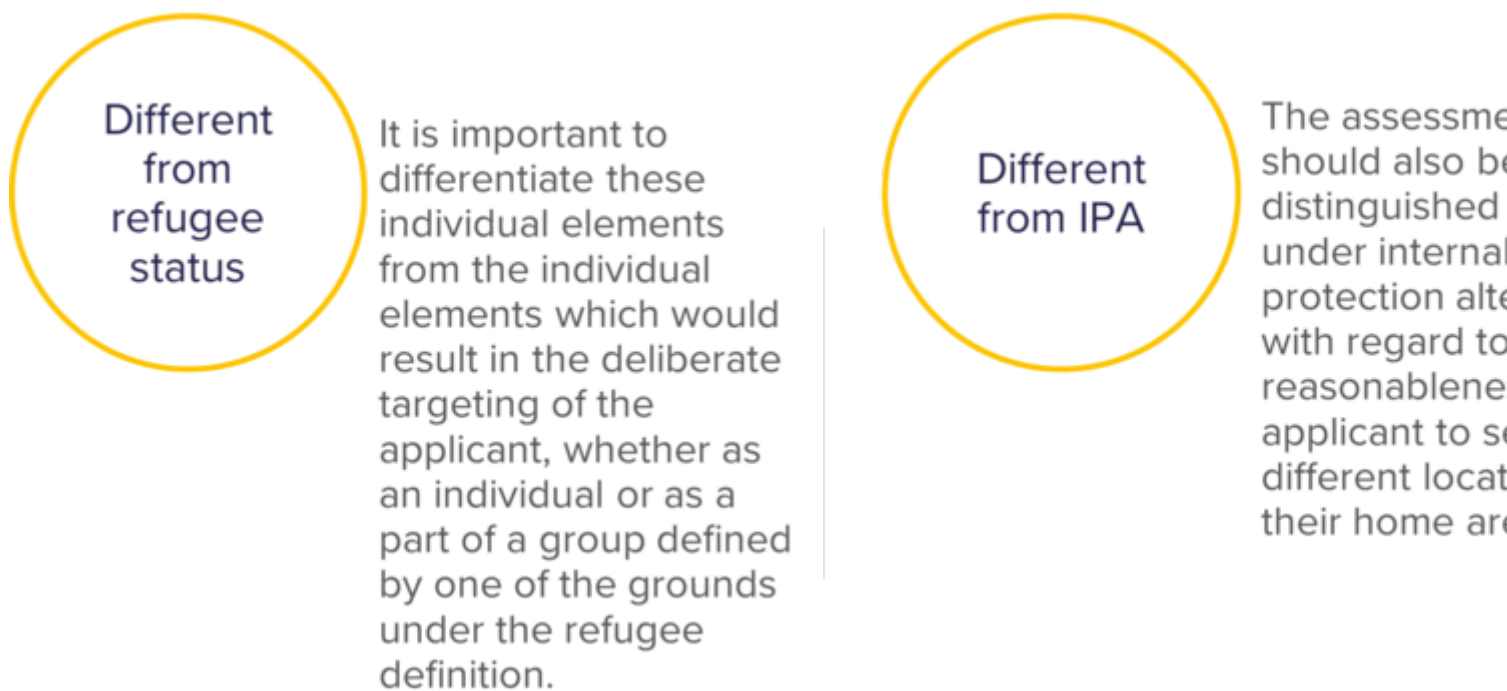 Different
from
refugee
status
It is important to
differentiate these
individual elements
from the individual
elements which would
result in the deliberate
targeting of the
applicant, whether as
an individual or as a
part of a group defined
by one of the grounds
under the refugee
definition.
Different
from IPA
The
should also
distinguished
under
protection
with regard to
applicant to
different
their home